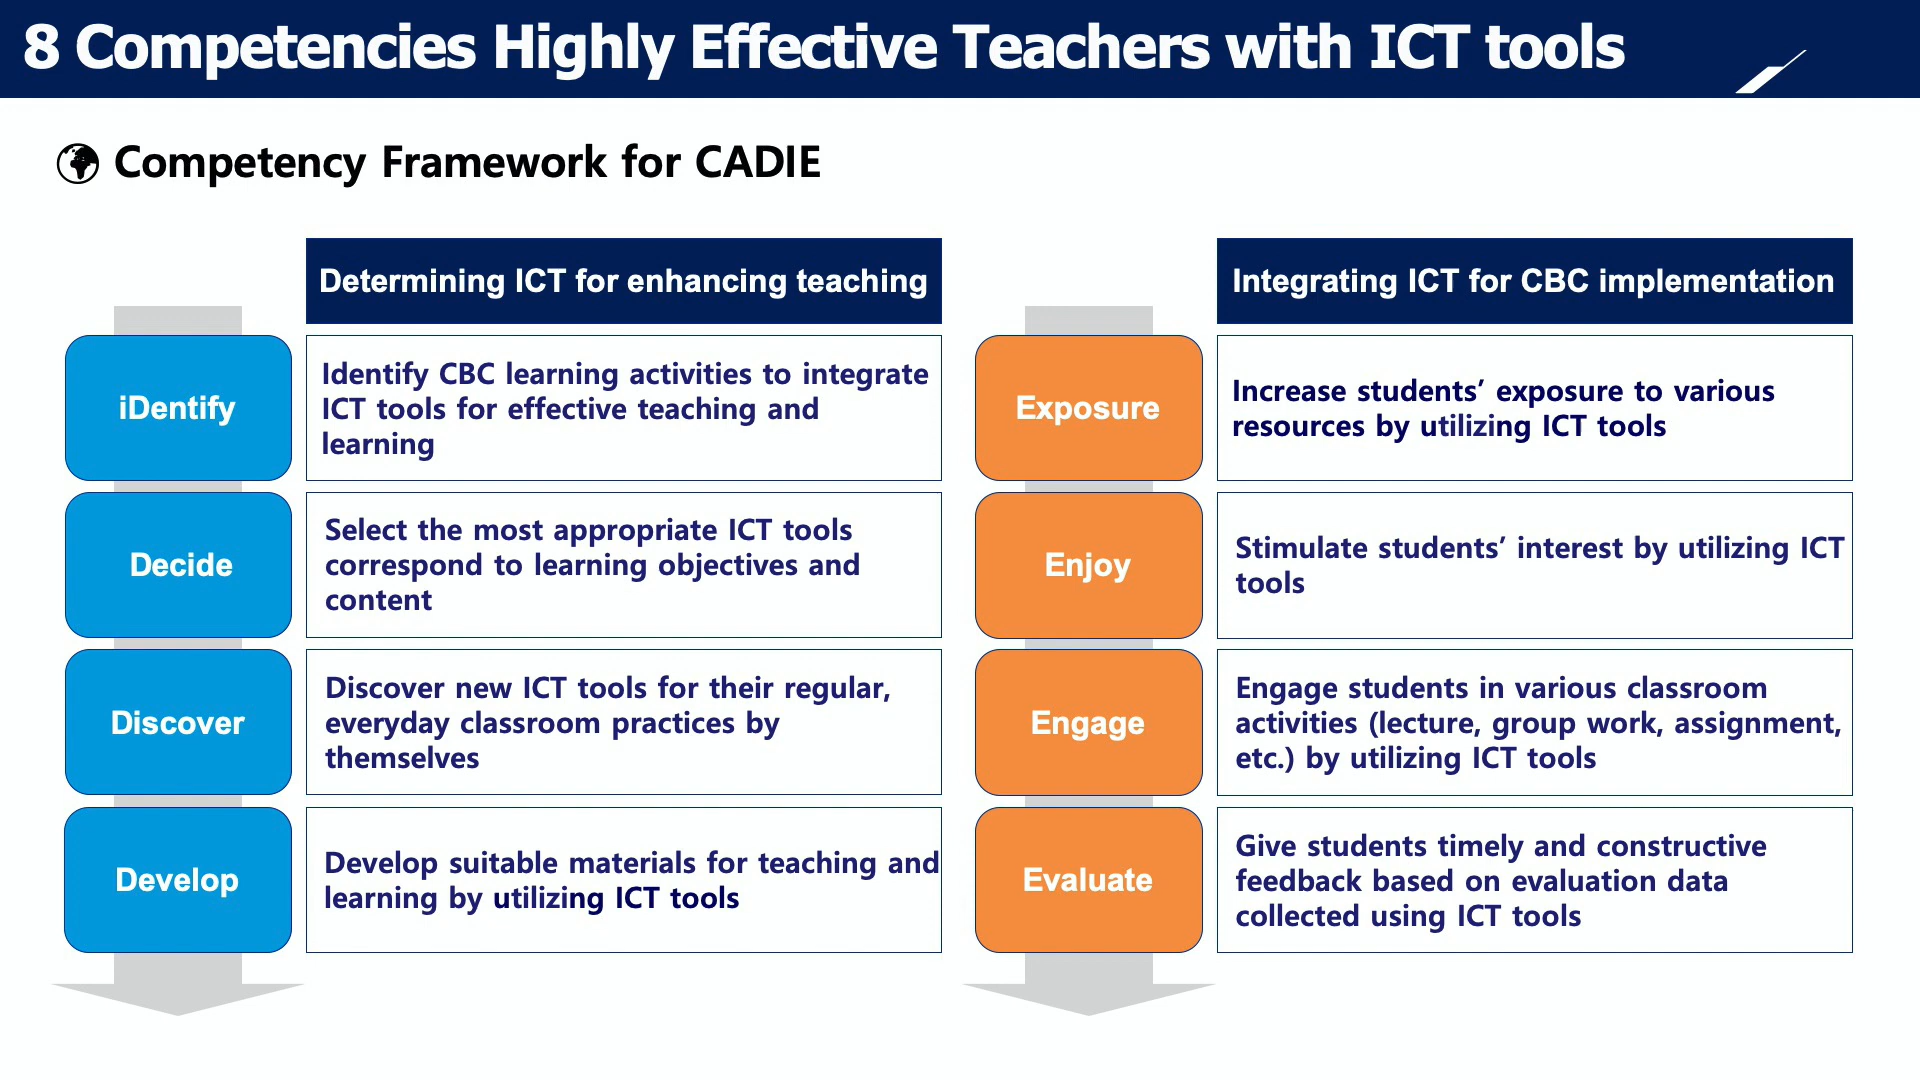 8 Competencies Highly Effective Teachers with ICT tools
Competency Framework for CADIE
Determining ICT for enhancing teaching
iDentify
Identify CBC learning activities to integrate
ICT tools for effective teaching and
learning
Decide
Select the most appropriate ICT tools
correspond to learning objectives and
content
Discover
Discover new ICT tools for their regular,
everyday classroom practices by
themselves
Develop
Develop suitable materials for teaching and
learning by utilizing ICT tools
Integrating ICT for CBC implementation
Exposure
Increase students’ exposure to various
resources by utilizing ICT tools
Enjoy
Stimulate students’ interest by utilizing ICT
tools
Engage
Engage students in various classroom
activities (lecture, group work, assignment,
etc.) by utilizing ICT tools
Evaluate
Give students timely and constructive
feedback based on evaluation data
collected using ICT tools